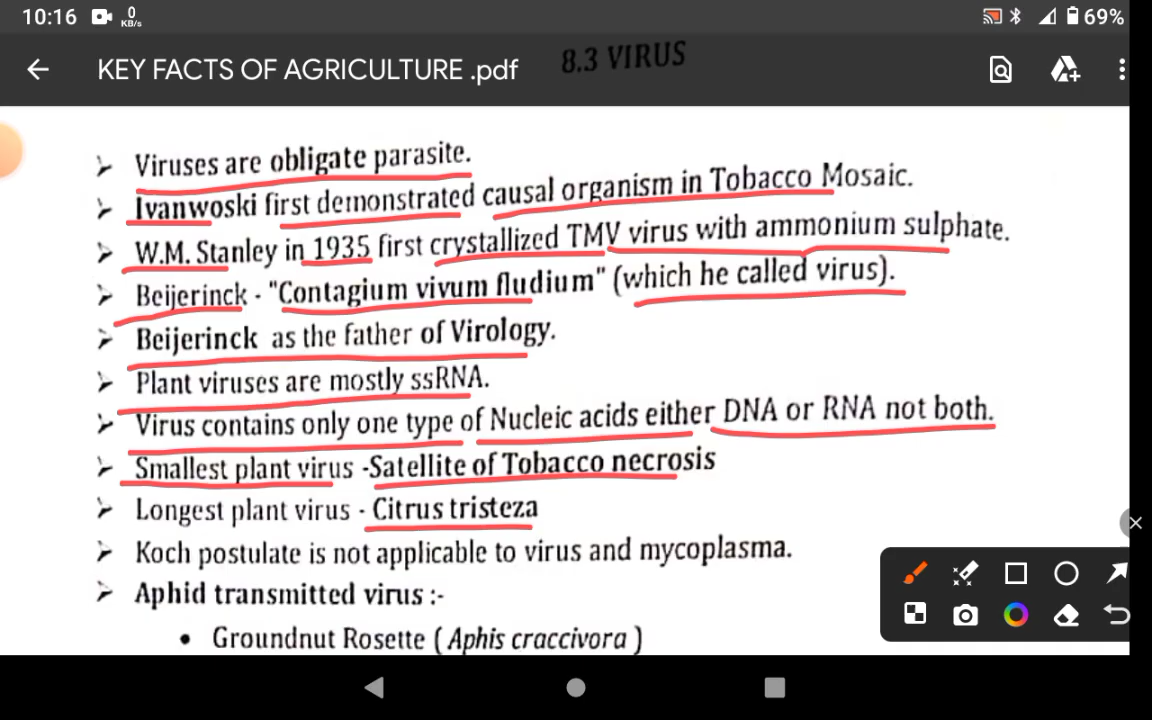 10:16 0 KB/s 69%
8.3 VIRUS
KEY FACTS OF AGRICULTURE .pdf
➢ Viruses are obligate parasite.
➢ Ivanwoski first demonstrated causal organism in Tobacco Mosaic.
➢ W.M. Stanley in 1935 first crystallized TMV virus with ammonium sulphate.
➢ Beijerinck - "Contagium vivum fludium" (which he called virus).
➢ Beijerinck as the father of Virology.
➢ Plant viruses are mostly ssRNA.
➢ Virus contains only one type of Nucleic acids either DNA or RNA not both.
➢ Smallest plant virus -Satellite of Tobacco necrosis
➢ Longest plant virus - Citrus tristeza
➢ Koch postulate is not applicable to virus and mycoplasma.
➢ Aphid transmitted virus :-
• Groundnut Rosette ( Aphis craccivora )